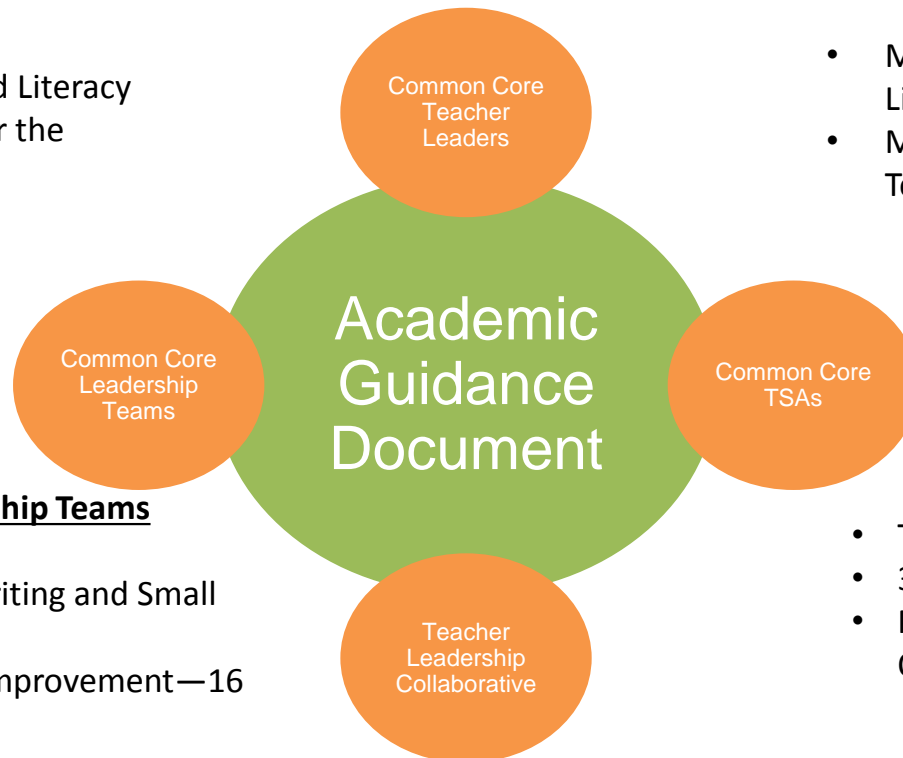 d Literacy
r the
Common Core
Teacher
Leaders
•
•
Common Core
Leadership
Teams
Academic
Guidance
Document
Common Core
TSAs
hip Teams
riting and Small
mprovement—16
Teacher
Leadership
Collaborative
•
•
•